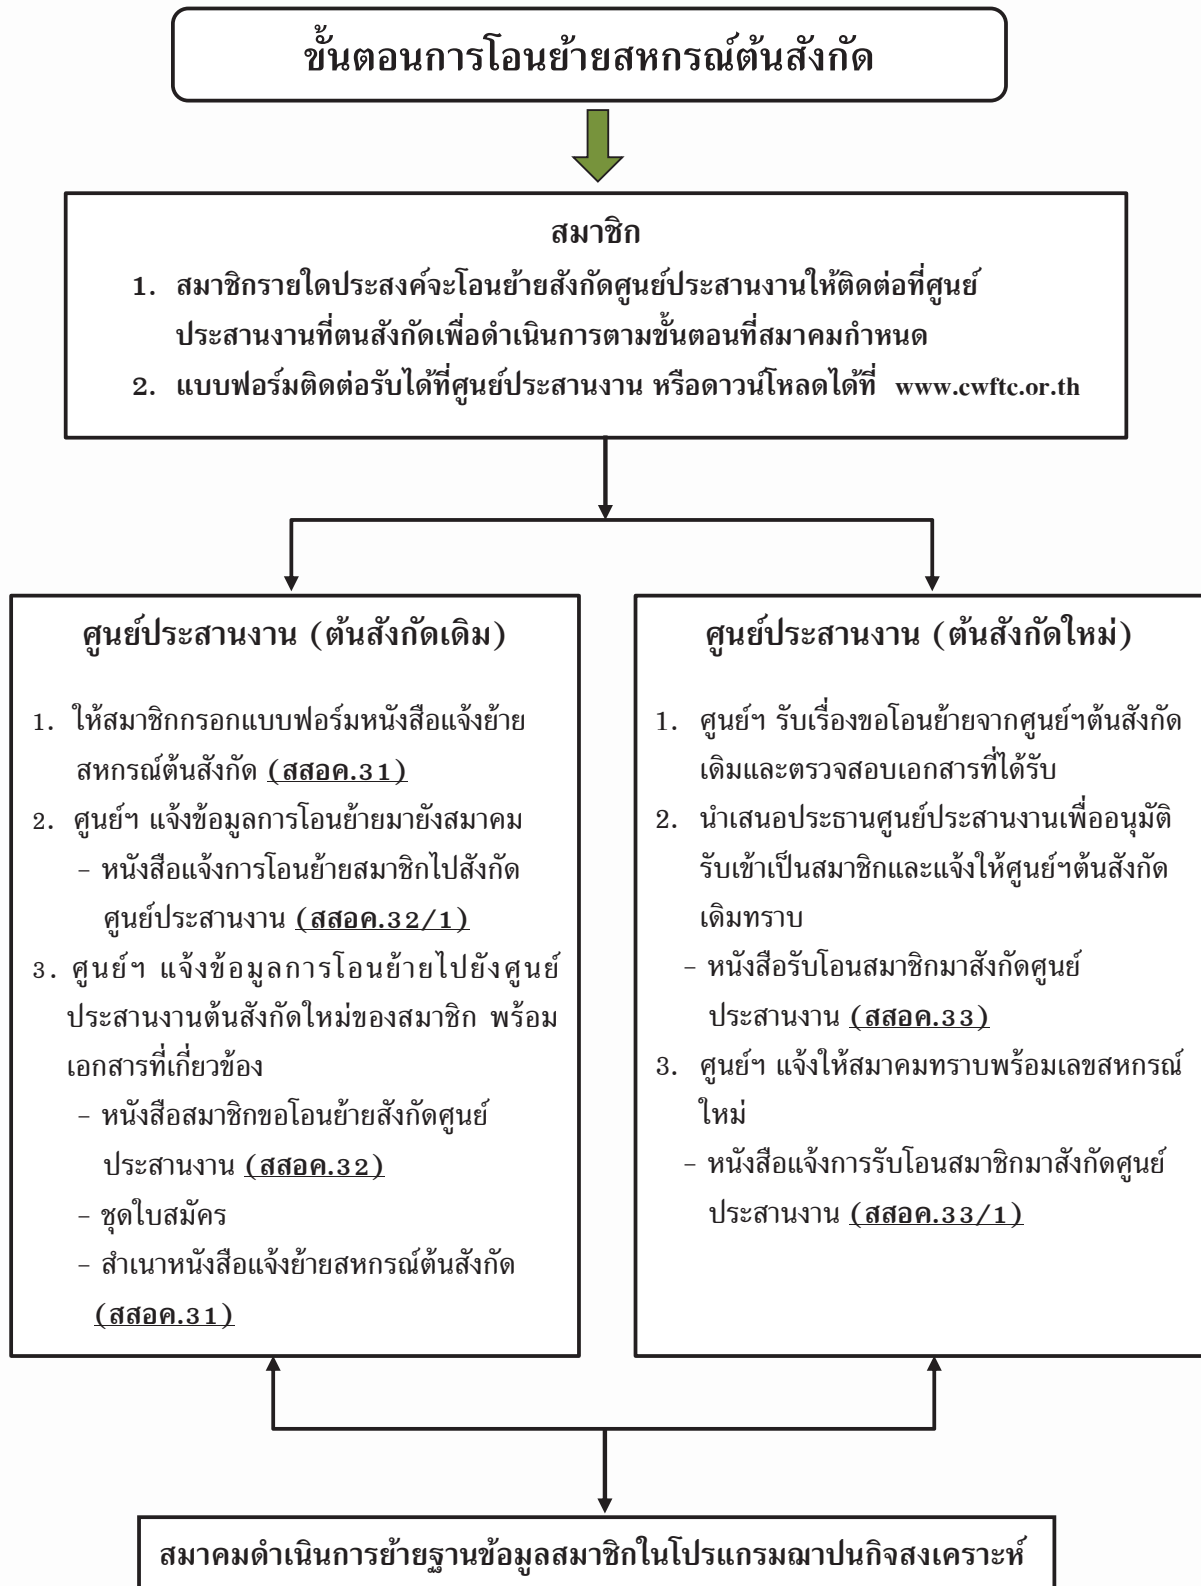 ขั้นตอนการโอนย้ายสหกรณ์ต้นสังกัด
สมาชิก
1. สมาชิกรายใดประสงค์จะโอนย้ายสังกัดศูนย์ประสานงานให้ติดต่อที่ศูนย์
ประสานงานที่ตนสังกัดเพื่อดำเนินการตามขั้นตอนที่สมาคมกำหนด
2. แบบฟอร์มติดต่อรับได้ที่ศูนย์ประสานงาน หรือดาวน์โหลดได้ที่ www.cwftc.or.th
ศูนย์ประสานงาน (ต้นสังกัดเดิม)
1. ให้สมาชิกกรอกแบบฟอร์มหนังสือแจ้งย้าย
สหกรณ์ต้นสังกัด (สสอค.31)
2. ศูนย์ฯ แจ้งข้อมูลการโอนย้ายมายังสมาคม
- หนังสือแจ้งการโอนย้ายสมาชิกไปสังกัด
ศูนย์ประสานงาน (สสอค.32/1)
3. ศูนย์ฯ แจ้งข้อมูลการโอนย้ายไปยังศูนย์
ประสานงานต้นสังกัดใหม่ของสมาชิก พร้อม
เอกสารที่เกี่ยวข้อง
- หนังสือสมาชิกขอโอนย้ายสังกัดศูนย์
ประสานงาน (สสอค.32)
- ชุดใบสมัคร
- สำเนาหนังสือแจ้งย้ายสหกรณ์ต้นสังกัด
(สสอค.31)
ศูนย์ประสานงาน (ต้นสังกัดใหม่)
1. ศูนย์ฯ รับเรื่องขอโอนย้ายจากศูนย์ฯต้นสังกัด
เดิมและตรวจสอบเอกสารที่ได้รับ
2. นำเสนอประธานศูนย์ประสานงานเพื่ออนุมัติ
รับเข้าเป็นสมาชิกและแจ้งให้ศูนย์ฯต้นสังกัด
เดิมทราบ
- หนังสือรับโอนสมาชิกมาสังกัดศูนย์
ประสานงาน (สสอค.33)
3. ศูนย์ฯ แจ้งให้สมาคมทราบพร้อมเลขสหกรณ์
ใหม่
- หนังสือแจ้งการรับโอนสมาชิกมาสังกัดศูนย์
ประสานงาน (สสอค.33/1)
สมาคมดำเนินการย้ายฐานข้อมูลสมาชิกในโปรแกรมฌาปนกิจสงเคราะห์